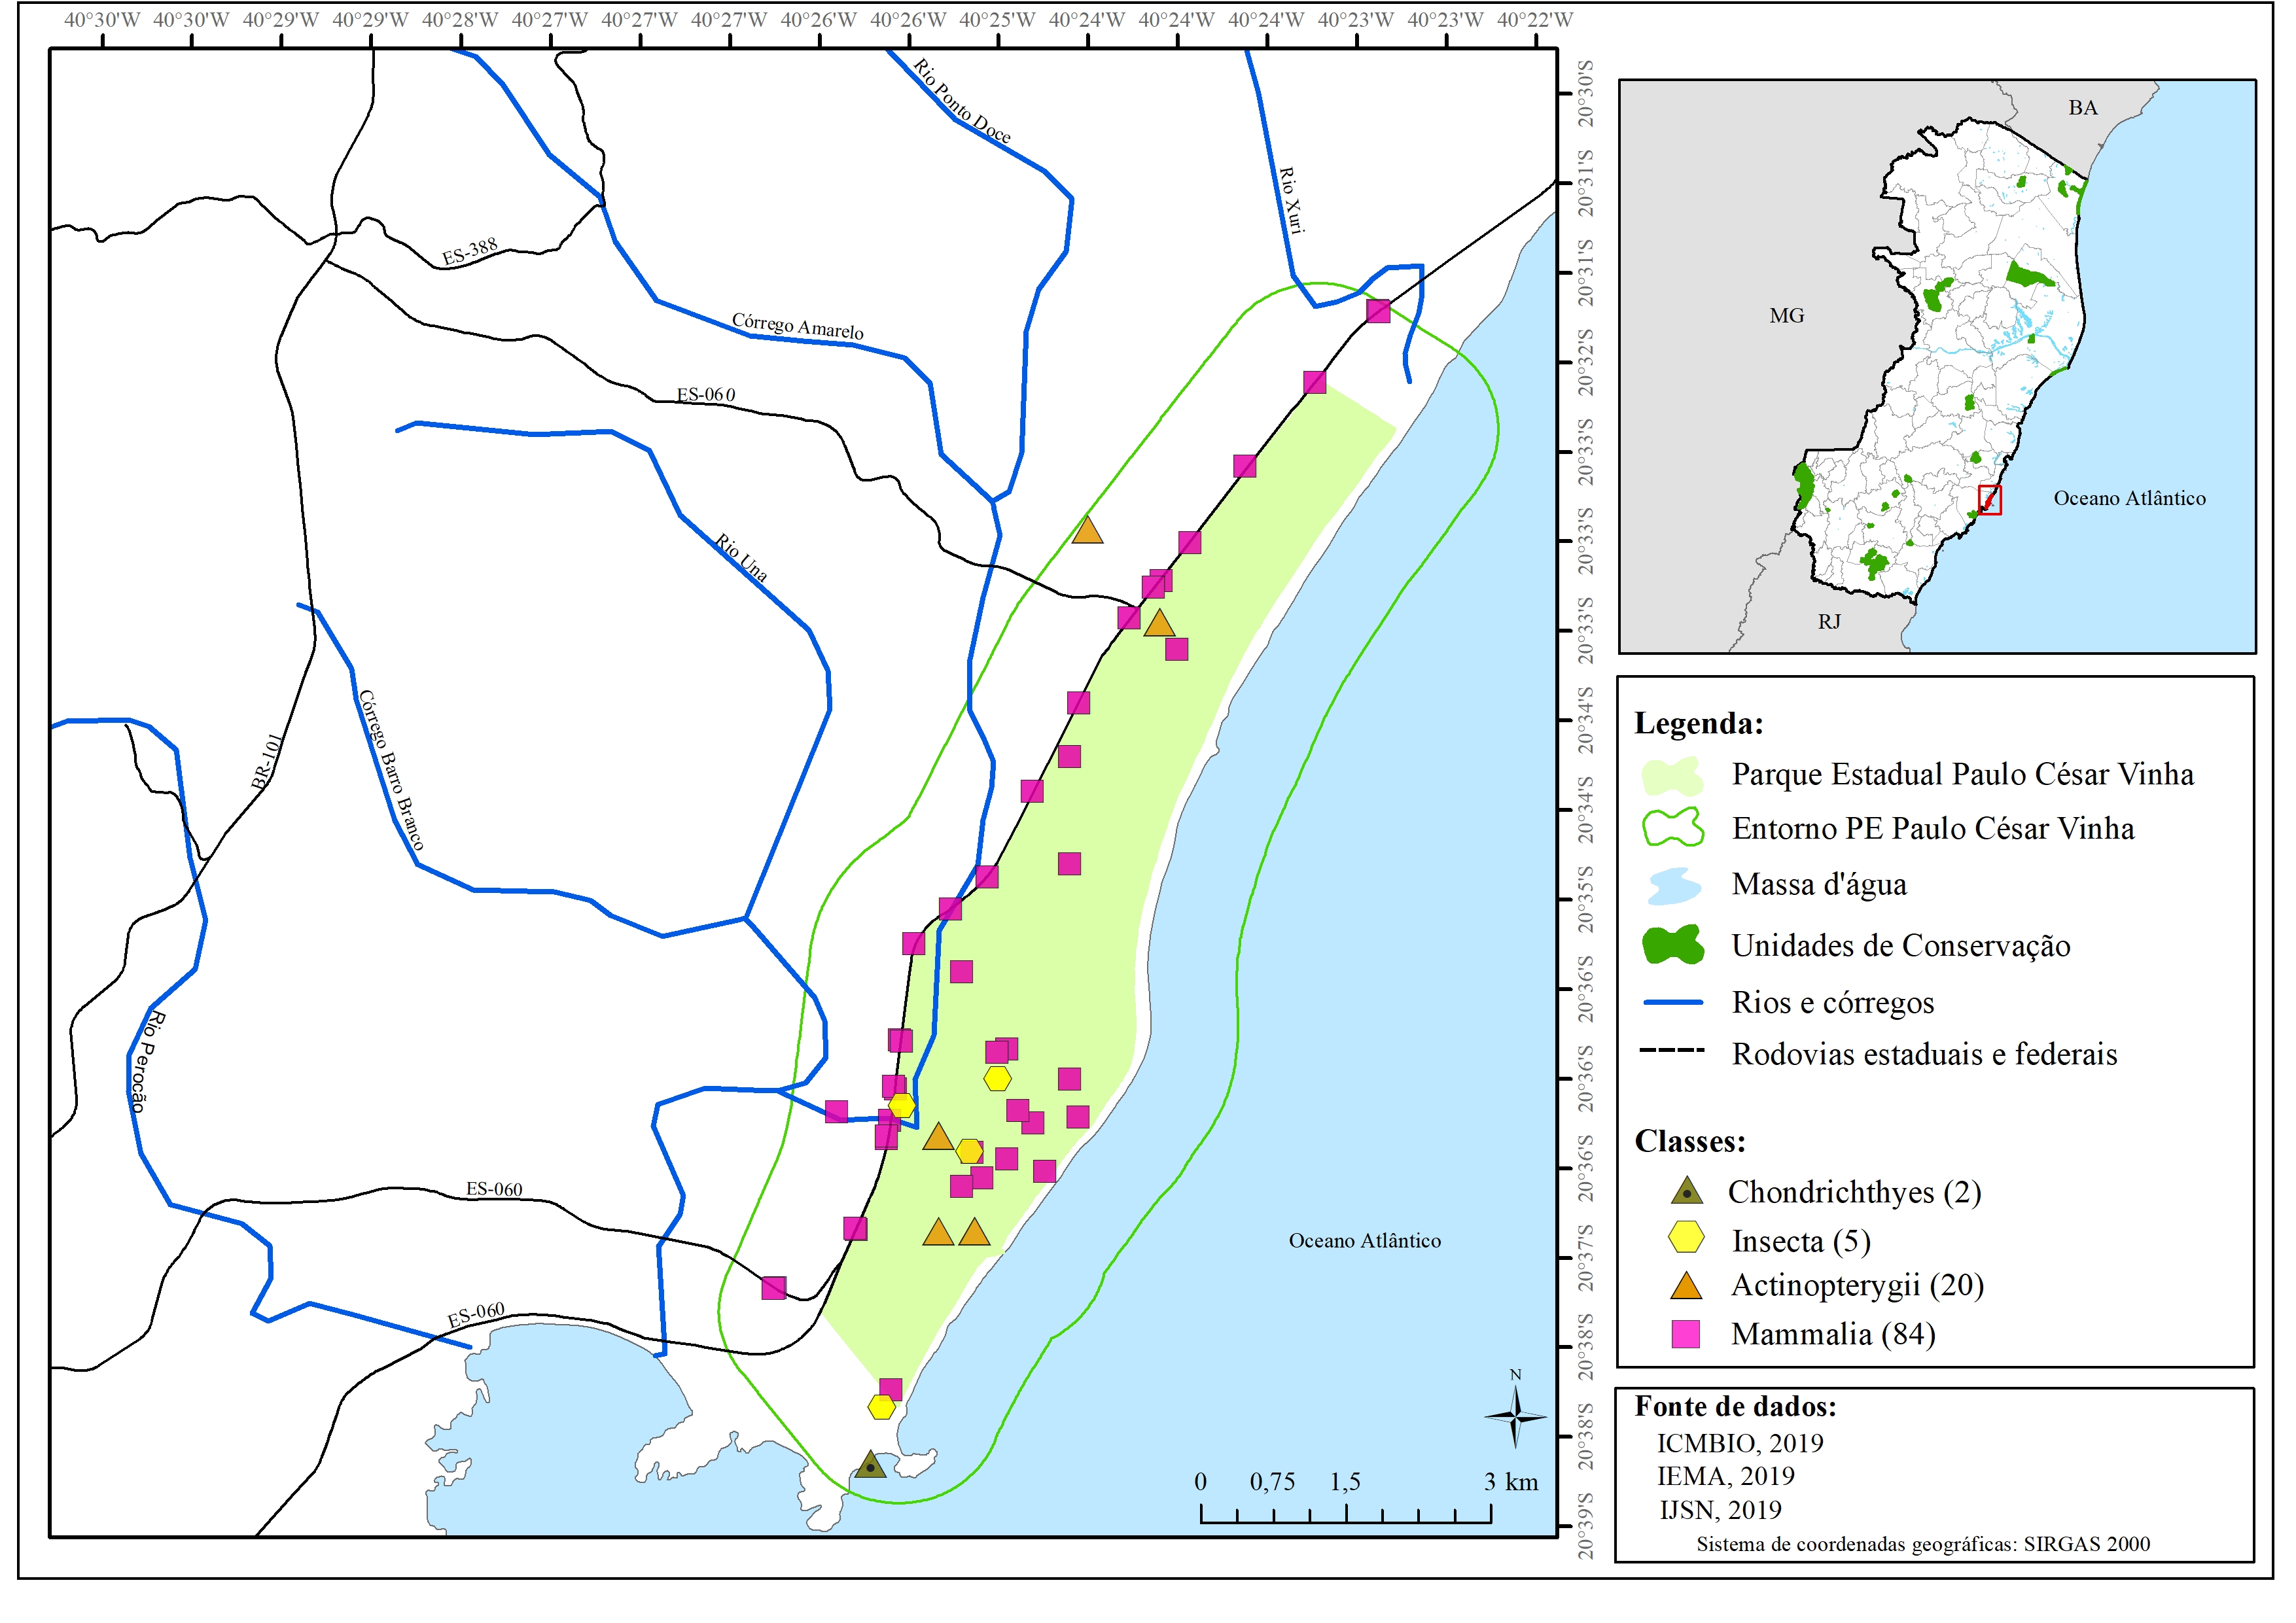 40°30'W 40°30'W 40°29'W 40°29'W 40°28'W 40°27'W 40°27'W 40°27'W 40°26'W 40°26'W 40°25'W 40°24'W 40°24'W 40°24'W 40°23'W 40°23'W 40°22'W
Rio Ponto Doce
Rio Xuri
ES-388
Córrego Amarelo
ES-060
Rio Una
Córrego Barro Branco
BR-101
Rio Perocão
ES-060
ES-060
Oceano Atlântico
N
0 0,75 1,5 3 km
20°30'S
20°31'S
20°31'S
20°32'S
20°33'S
20°33'S
20°33'S
20°34'S
20°34'S
20°35'S
20°36'S
20°36'S
20°36'S
20°37'S
20°38'S
20°38'S
20°39'S
BA
MG
Oceano Atlântico
RJ
Legenda:
Parque Estadual Paulo César Vinha
Entorno PE Paulo César Vinha
Massa d'água
Unidades de Conservação
Rios e córregos
Rodovias estaduais e federais
Classes:
Chondrichthyes (2)
Insecta (5)
Actinopterygii (20)
Mammalia (84)
Fonte de dados:
ICMBIO, 2019
IEMA, 2019
IJSN, 2019
Sistema de coordenadas geográficas: SIRGAS 2000